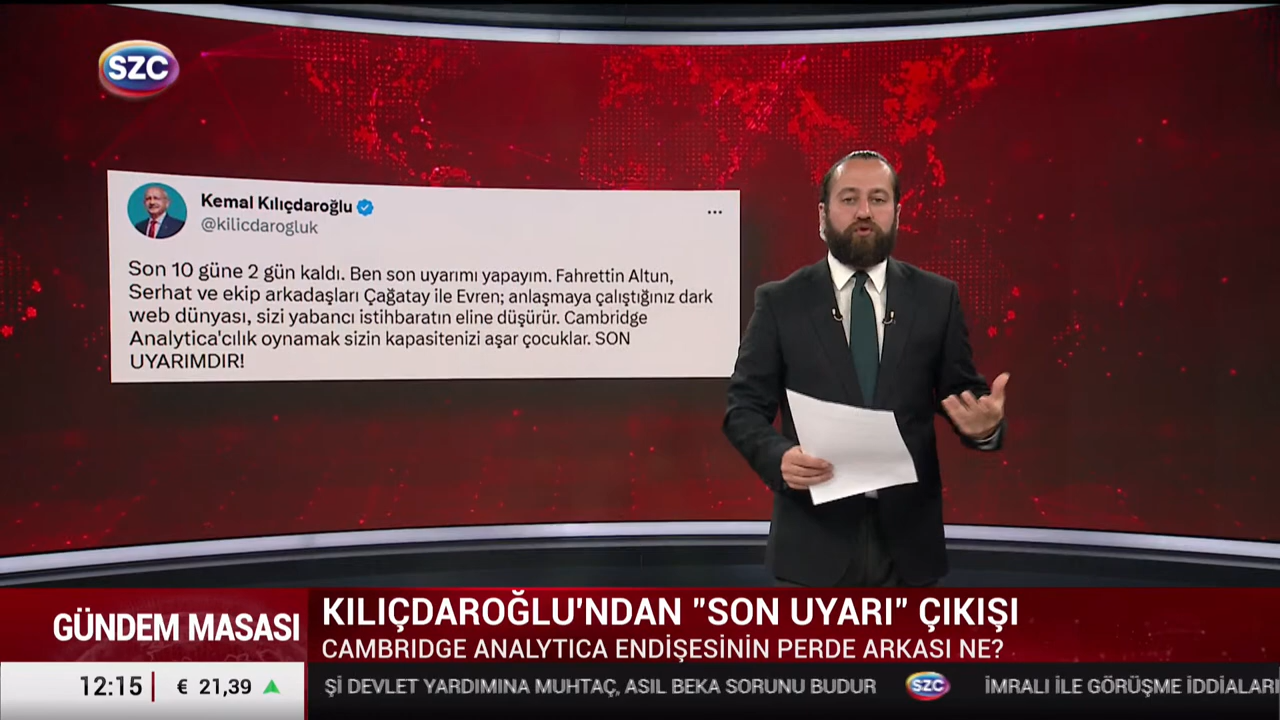 SZC
Kemal Kılıçdaroğlu
@kilicdarogluk
Son 10 güne 2 gün kaldı. Ben son uyarımı yapayım. Fahrettin Altun,
Serhat ve ekip arkadaşları Çağatay ile Evren; anlaşmaya çalıştığınız dark
web dünyası, sizi yabancı istihbaratın eline düşürür. Cambridge
Analytica'cılık oynamak sizin kapasitenizi aşar çocuklar. SON
UYARIMDIR!
GÜNDEM MASASI
KILIÇDAROĞLU'NDAN "SON UYARI" ÇIKIŞI
CAMBRIDGE ANALYTICA ENDİŞESİNİN PERDE ARKASI NE?
12:15 € 21,39
Şİ DEVLET YARDIMINA MUHTAÇ, ASIL BEKA SORUNU BUDUR SZC İMRALI İLE GÖRÜŞME İDDİALARI